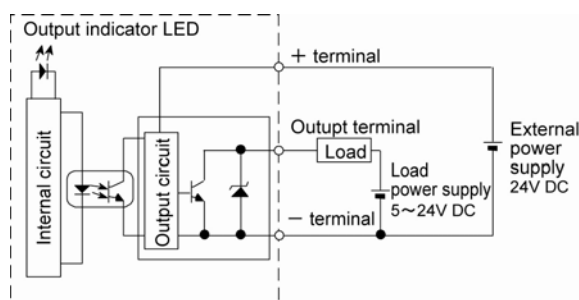 Output indicator LED
+ terminal
Internal circuit
Output circuit
Outupt terminal
Load
Load
power supply
5～24V DC
External
power
supply
24V DC
− terminal